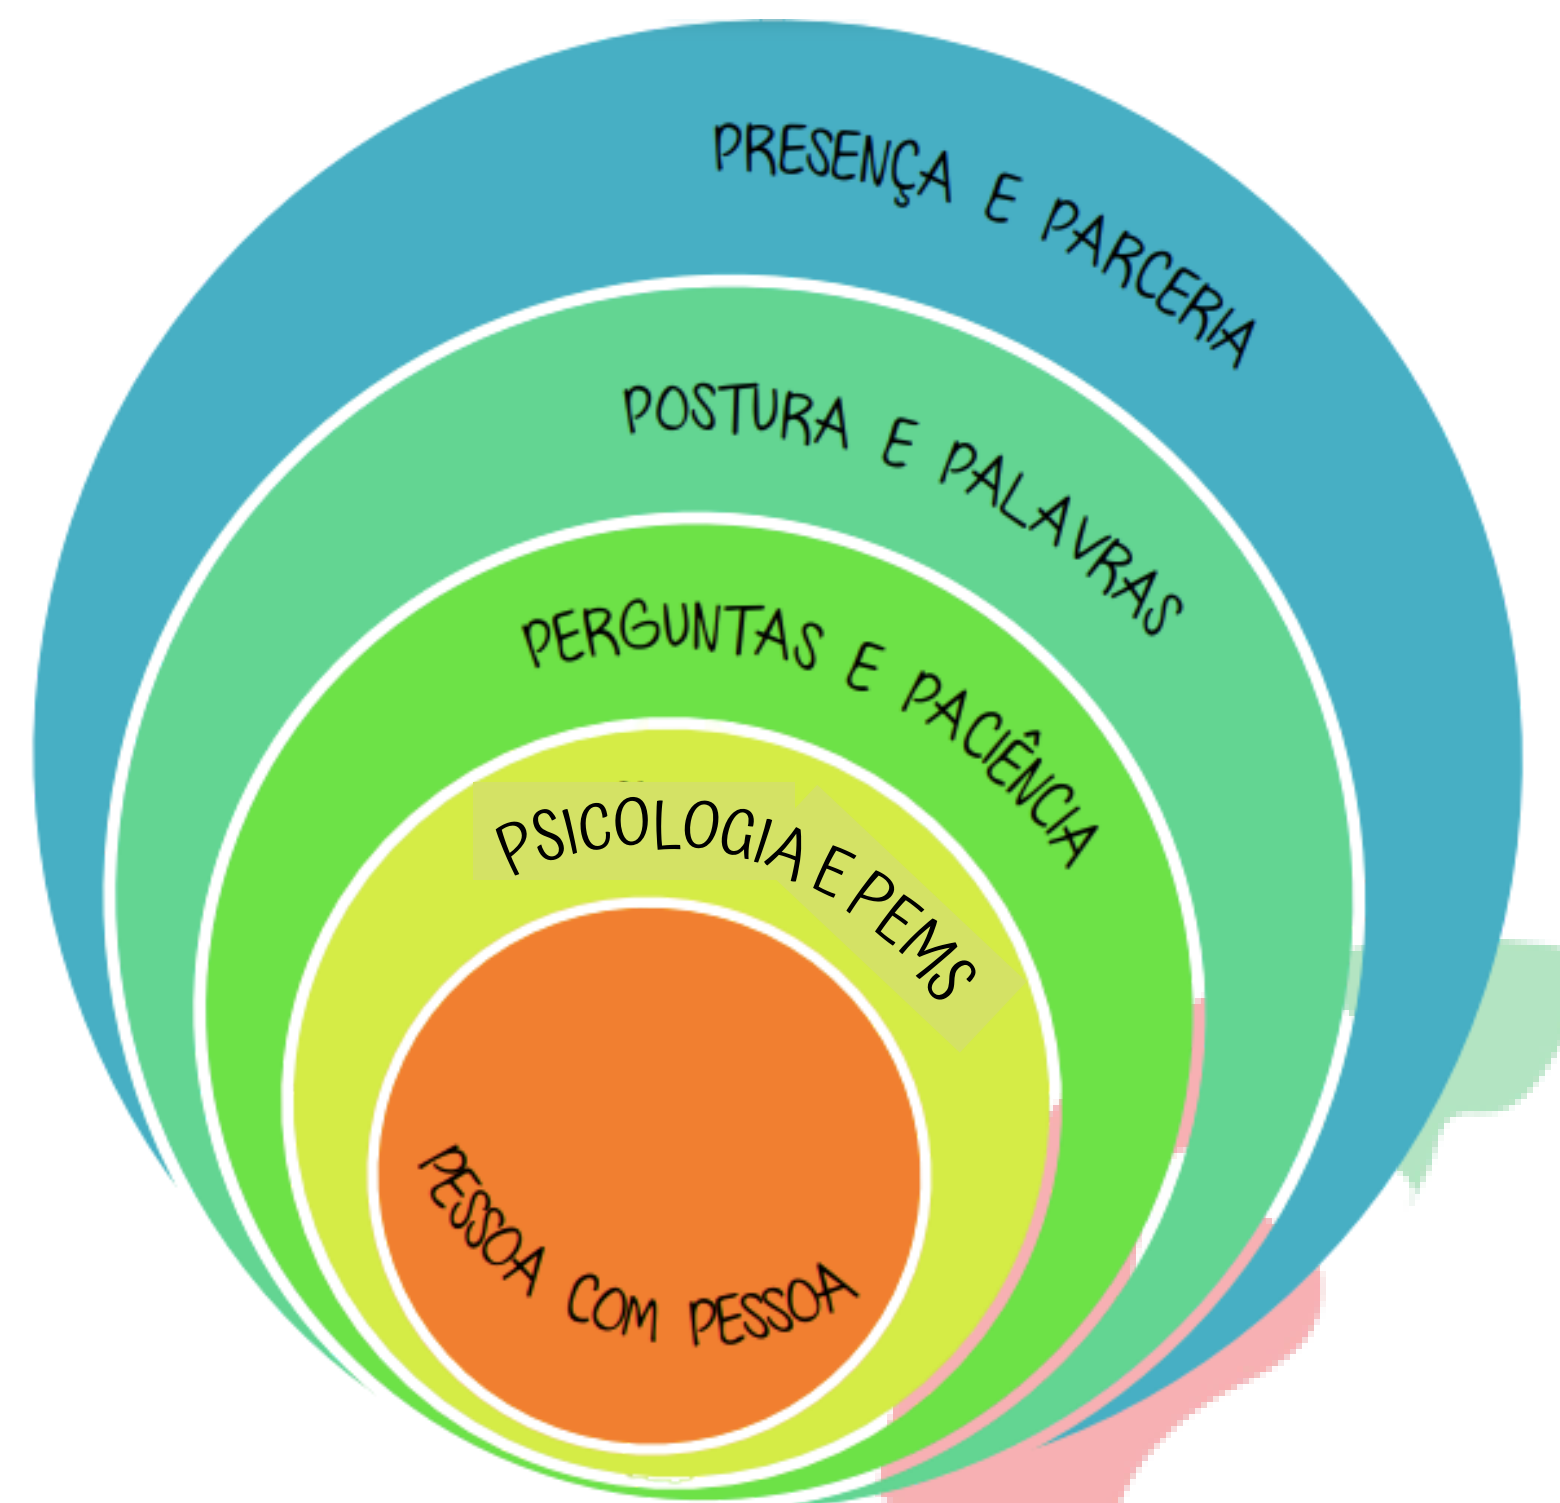 PRESENÇA E PARCERIA
POSTURA E PALAVRAS
PERGUNTAS E PACIÊNCIA
PSICOLOGIA E PEMS
PESSOA COM PESSOA